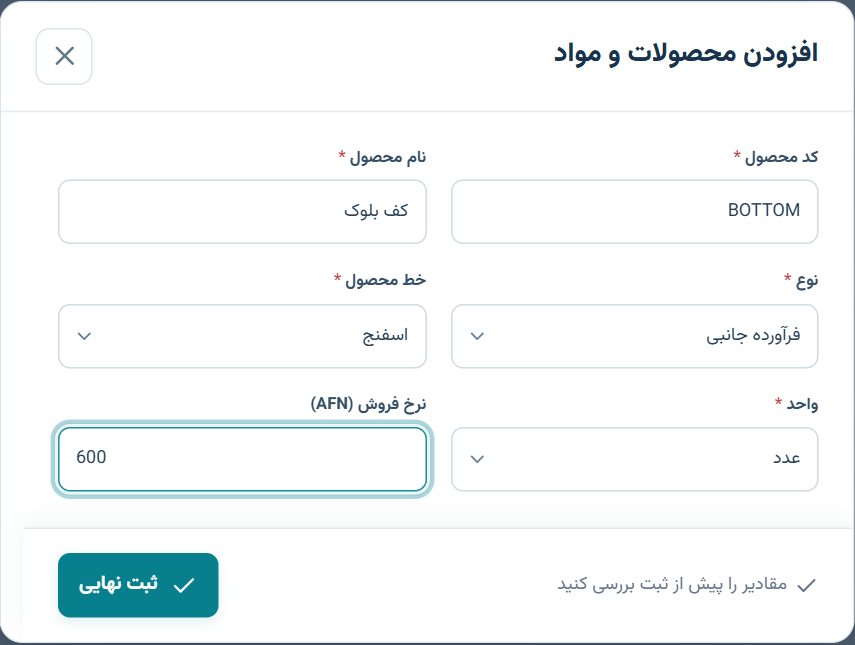 افزودن محصولات و مواد
کد محصول *
نام محصول *
BOTTOM
کف بلوک
نوع *
خط محصول *
فرآورده جانبی
اسفنج
واحد *
نرخ فروش (AFN)
عدد
600
مقادیر را پیش از ثبت بررسی کنید
ثبت نهایی